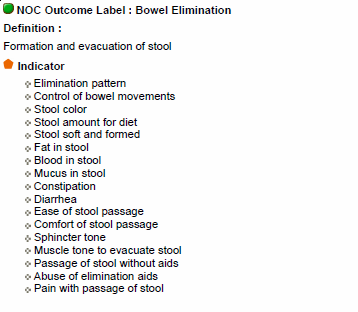 NOC Outcome Label : Bowel Elimination
Definition :
Formation and evacuation of stool
Indicator
Elimination pattern
Control of bowel movements
Stool color
Stool amount for diet
Stool soft and formed
Fat in stool
Blood in stool
Mucus in stool
Constipation
Diarrhea
Ease of stool passage
Comfort of stool passage
Sphincter tone
Muscle tone to evacuate stool
Passage of stool without aids
Abuse of elimination aids
Pain with passage of stool